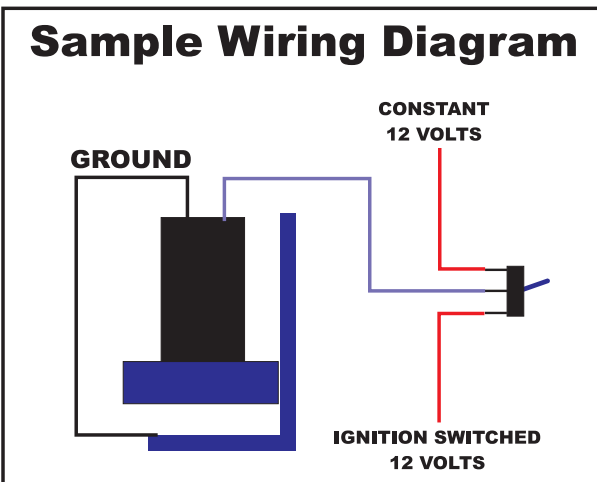 Sample Wiring Diagram
CONSTANT
12 VOLTS
GROUND
IGNITION SWITCHED
12 VOLTS